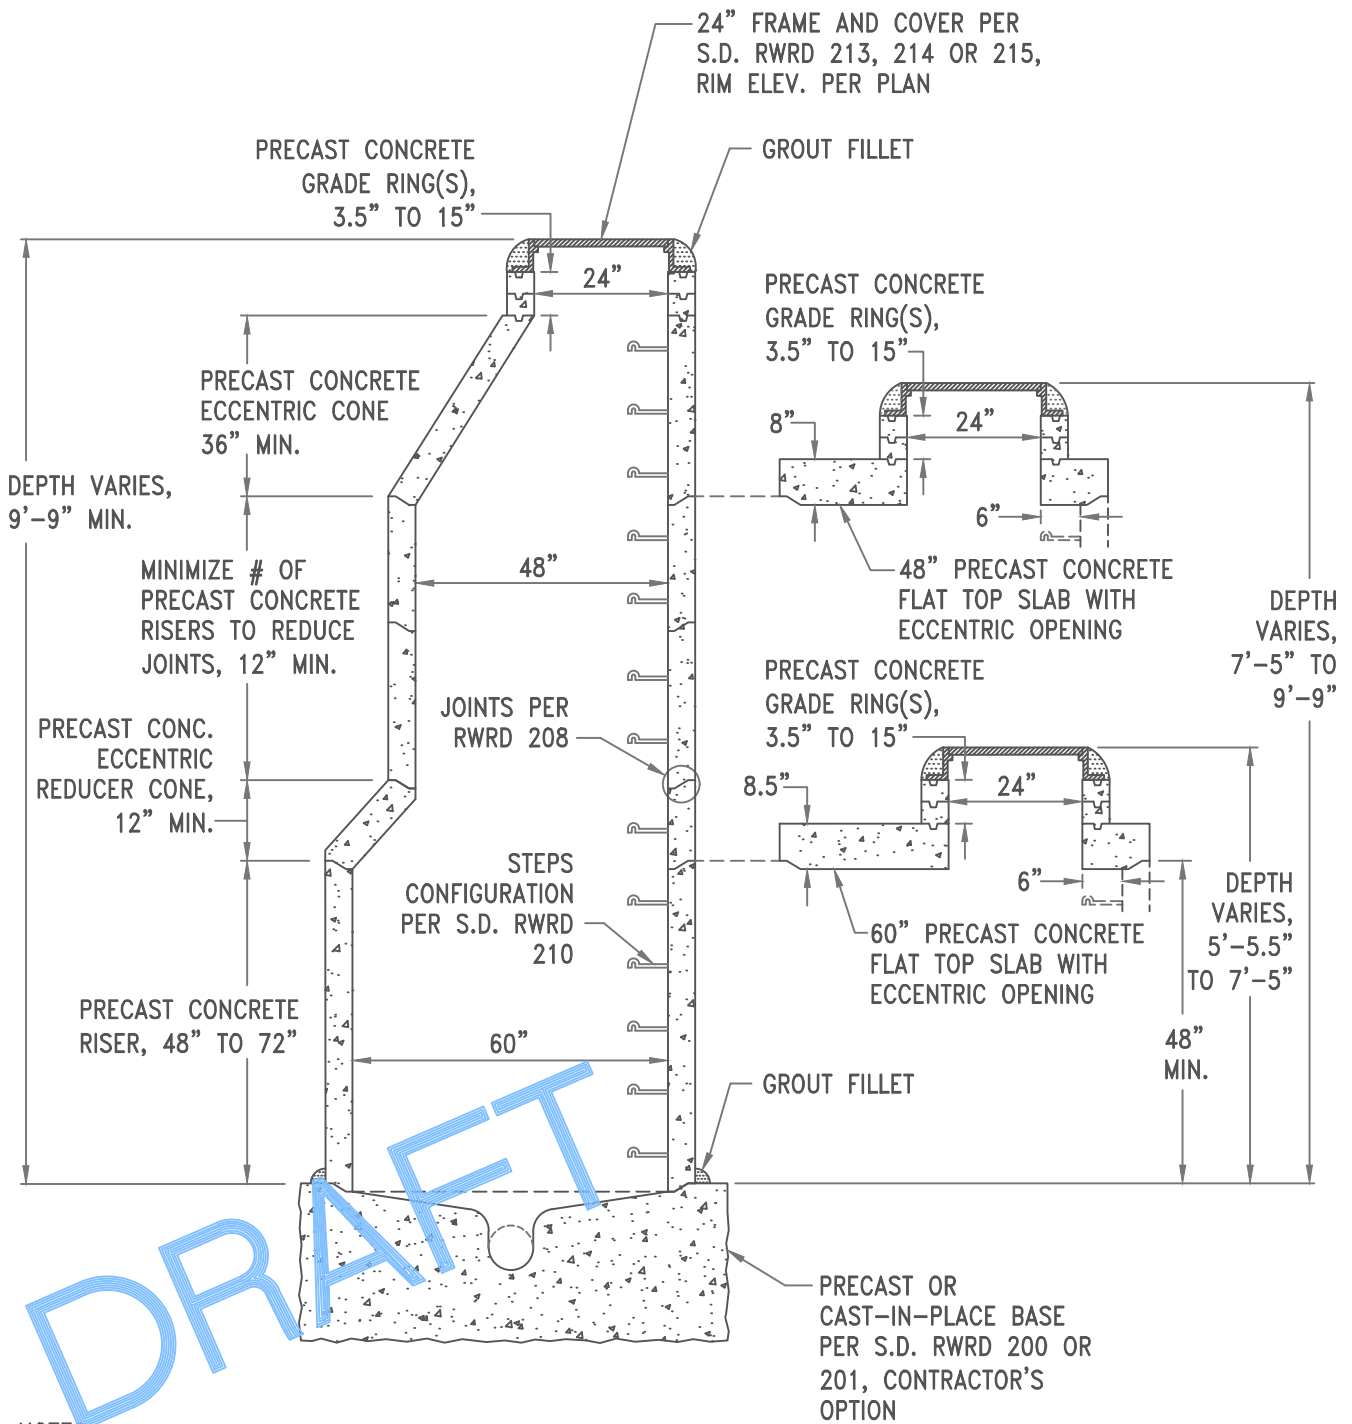 24” FRAME AND COVER PER
S.D. RWRD 213, 214 OR 215,
RIM ELEV. PER PLAN
GROUT FILLET
PRECAST CONCRETE
GRADE RING(S),
3.5” TO 15”
24”
PRECAST CONCRETE
GRADE RING(S),
3.5” TO 15”
PRECAST CONCRETE
ECCENTRIC CONE
36” MIN.
8”
24”
DEPTH VARIES,
9’-9” MIN.
6”
48”
48” PRECAST CONCRETE
FLAT TOP SLAB WITH
ECCENTRIC OPENING
MINIMIZE # OF
PRECAST CONCRETE
RISERS TO REDUCE
JOINTS, 12” MIN.
DEPTH
VARIES,
7’-5” TO
9’-9”
PRECAST CONCRETE
GRADE RING(S),
3.5” TO 15”
JOINTS PER
RWRD 208
PRECAST CONC.
ECCENTRIC
REDUCER CONE,
12” MIN.
8.5”
24”
STEPS
CONFIGURATION
PER S.D. RWRD
210
6”
DEPTH
VARIES,
5’-5.5”
TO 7’-5”
60” PRECAST CONCRETE
FLAT TOP SLAB WITH
ECCENTRIC OPENING
PRECAST CONCRETE
RISER, 48” TO 72”
60”
48”
MIN.
GROUT FILLET
DRAFT
PRECAST OR
CAST-IN-PLACE BASE
PER S.D. RWRD 200 OR
201, CONTRACTOR’S
OPTION